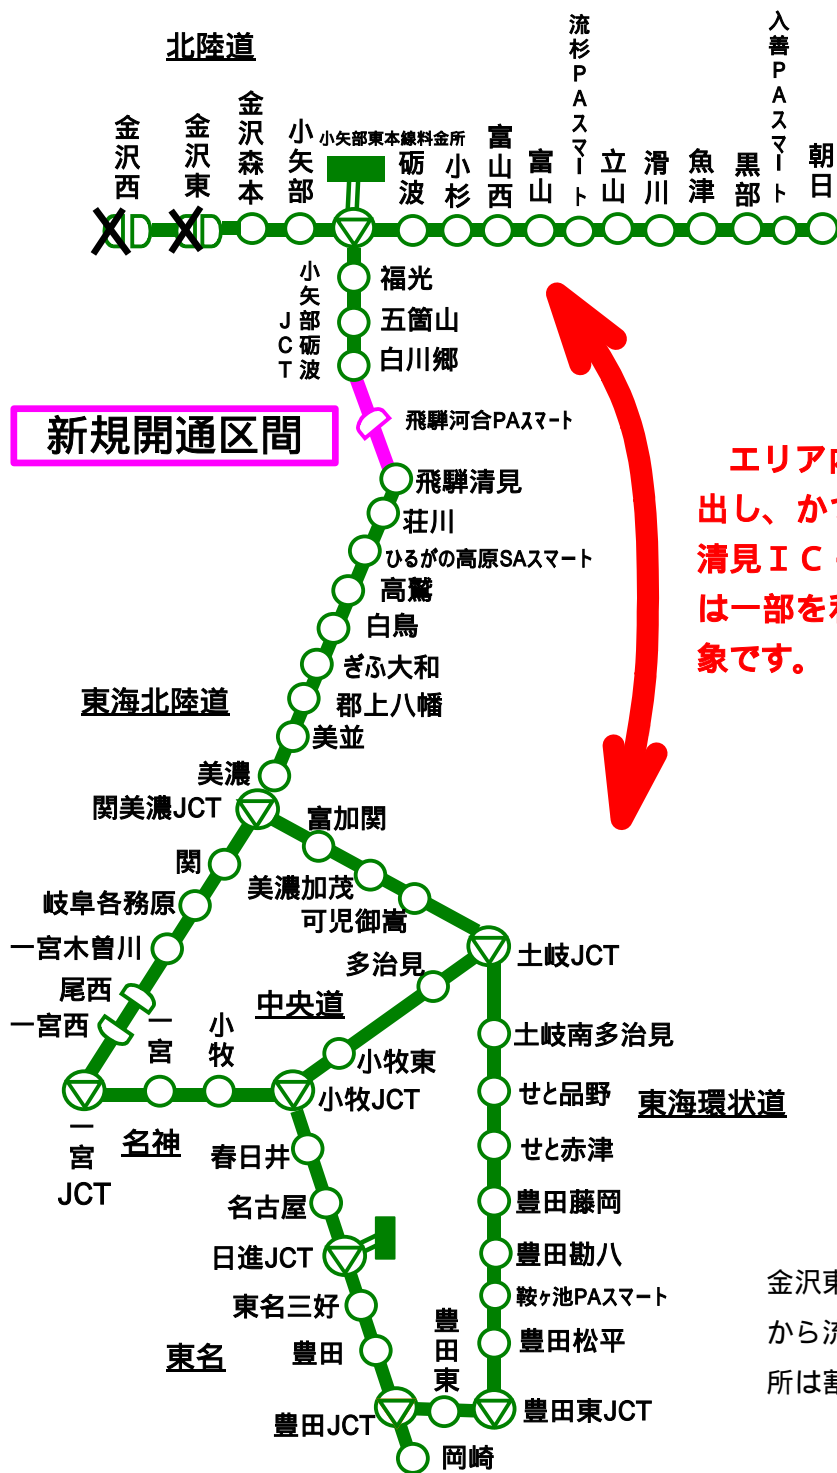 北陸道
金沢西
金沢東
金沢森本
小矢部
小矢部東本線料金所
砺波
小杉
富山西
富山
流杉PAスマート
立山
滑川
魚津
黒部
入善PAスマート
朝日
小矢部砺波
JCT
福光
五箇山
白川郷
新規開通区間
飛騨河合PAスマート
飛騨清見
荘川
ひるがの高原SAスマート
高鷲
白鳥
ぎふ大和
郡上八幡
美並
美濃
東海北陸道
エリア内
出し、かつ
清見ＩＣ
は一部を利
象です。
関美濃JCT
富加関
関
美濃加茂
岐阜各務原
可児御嵩
一宮木曽川
土岐JCT
多治見
尾西
中央道
一宮西
一宮
小牧
土岐南多治見
小牧東
小牧JCT
せと品野
東海環状道
名神
一宮
JCT
春日井
せと赤津
名古屋
豊田藤岡
日進JCT
豊田勘八
東名三好
鞍ヶ池PAスマート
豊田
豊田東
豊田松平
東名
豊田JCT
豊田東JCT
岡崎
金沢東
から流
所は割